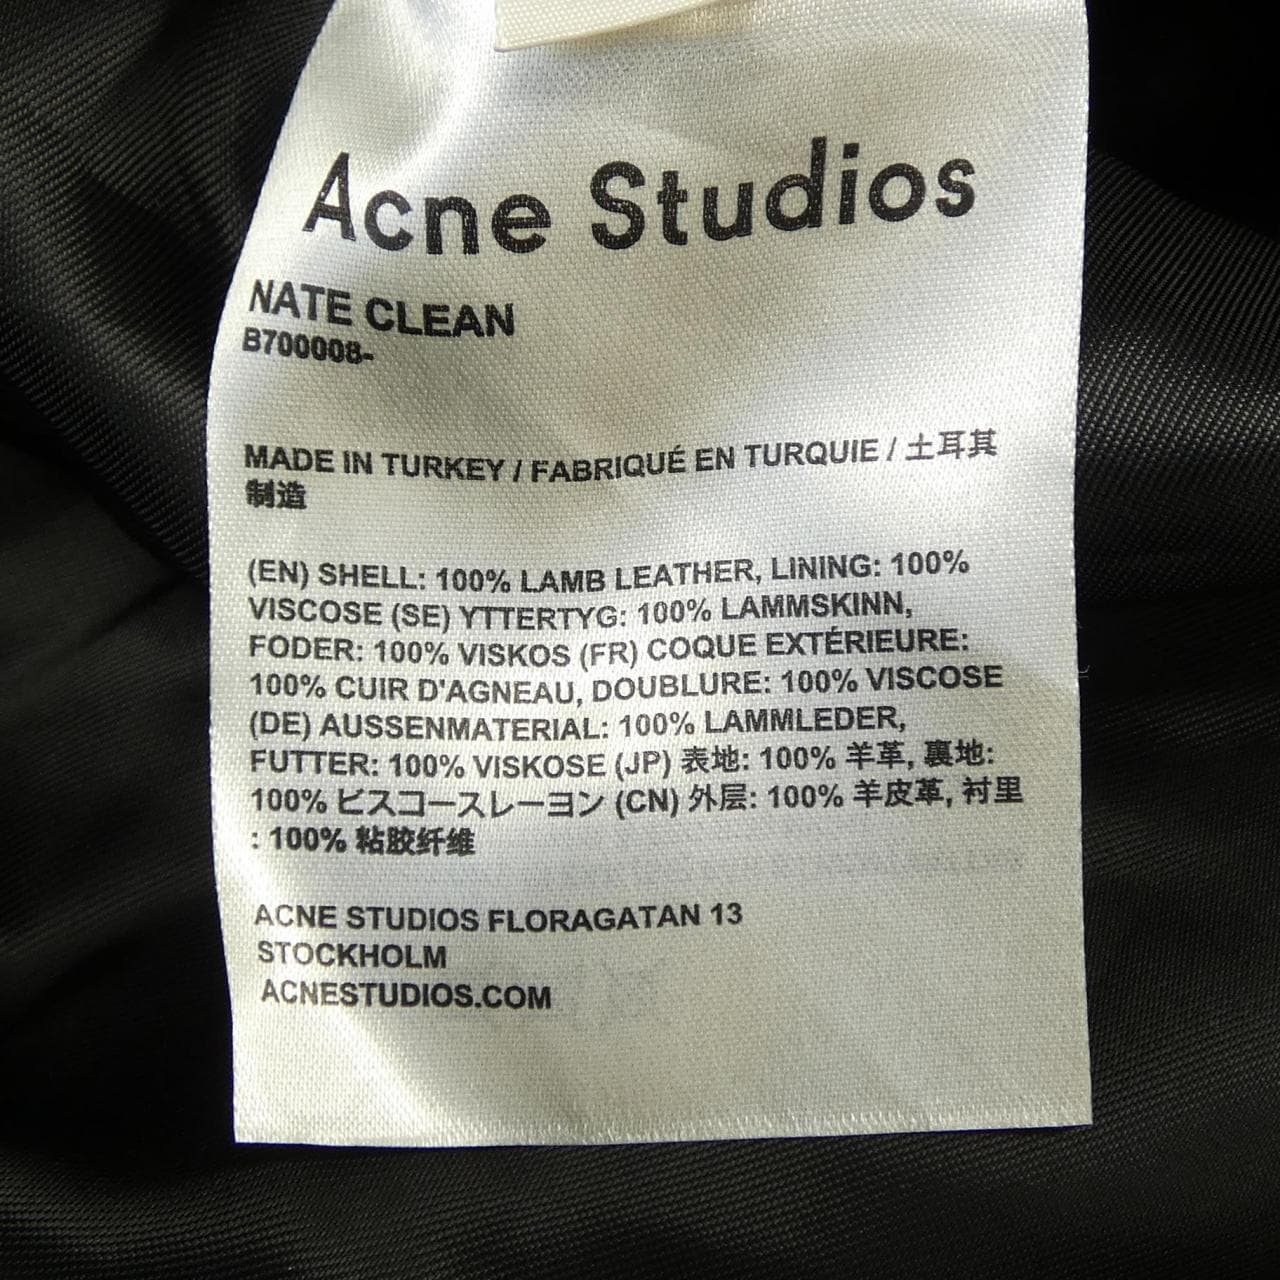 Acne Studios
NATE CLEAN
B700008-
MADE IN TURKEY / FABRIQUÉ EN TURQUIE / 土耳其
制造
(EN) SHELL: 100% LAMB LEATHER, LINING: 100%
VISCOSE (SE) YTTERTYG: 100% LAMMSKINN,
FODER: 100% VISKOS (FR) COQUE EXTÉRIEURE:
100% CUIR D'AGNEAU, DOUBLURE: 100% VISCOSE
(DE) AUSSENMATERIAL: 100% LAMMLEDER,
FUTTER: 100% VISKOSE (JP) 表地: 100% 羊革, 裏地:
100% ビスコースレーヨン (CN) 外层: 100% 羊皮革, 衬里
: 100% 粘胶纤维
ACNE STUDIOS FLORAGATAN 13
STOCKHOLM
ACNESTUDIOS.COM